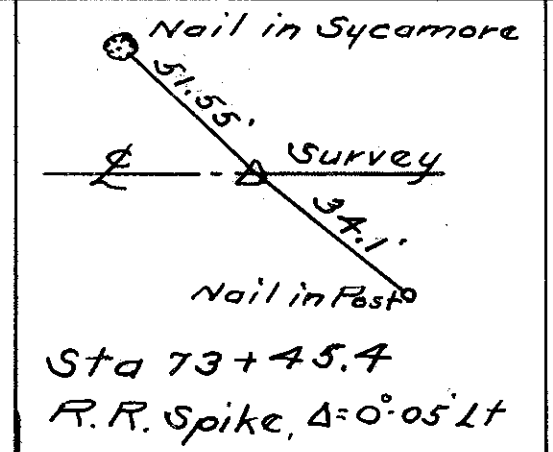 Nail in Sycamore
51.55'
℄ Survey
34.1'
Nail in Post
Sta 73+45.4
R.R. Spike, Δ=0°-05' Lt